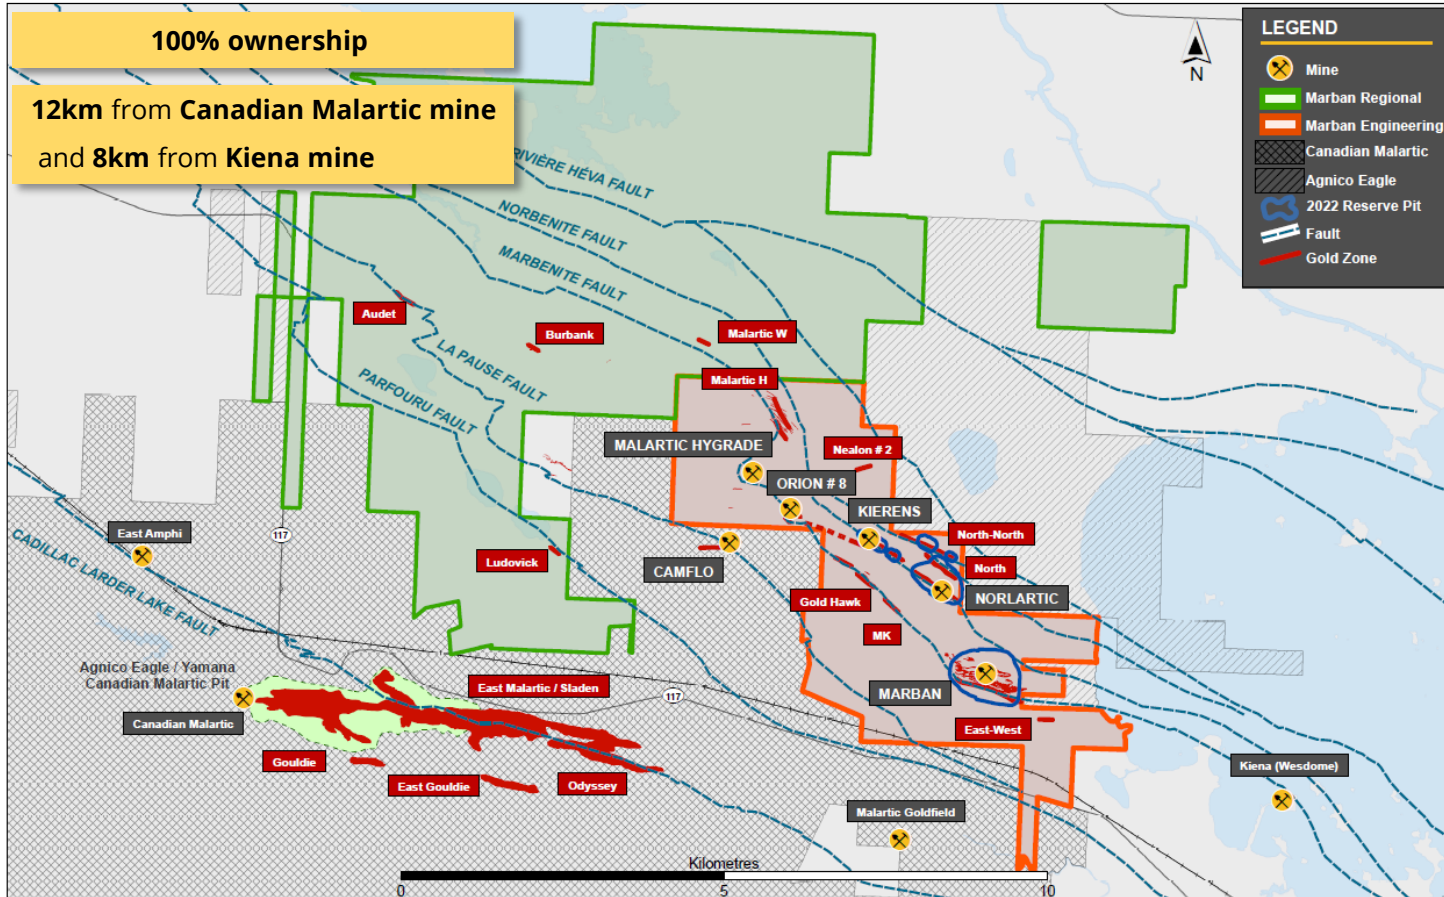 100% ownership
12km from Canadian Malartic mine
and 8km from Kiena mine
N
LEGEND
Mine
Marban Regional
Marban Engineering
Canadian Malartic
Agnico Eagle
2022 Reserve Pit
Fault
Gold Zone
RIVIÈRE HÉVA FAULT
NORBENITE FAULT
MARBENITE FAULT
LA PAUSE FAULT
PARFOURU FAULT
CADILLAC LARDER LAKE FAULT
Audet
Burbank
Malartic W
Malartic H
MALARTIC HYGRADE
Nealon # 2
ORION # 8
KIERENS
North-North
North
NORLARTIC
East Amphi
117
Ludovick
CAMFLO
Gold Hawk
MK
Agnico Eagle / Yamana
Canadian Malartic Pit
Canadian Malartic
East Malartic / Sladen
117
MARBAN
East-West
Gouldie
East Gouldie
Odyssey
Kiena (Wesdome)
Malartic Goldfield
Kilometres
0 5 10